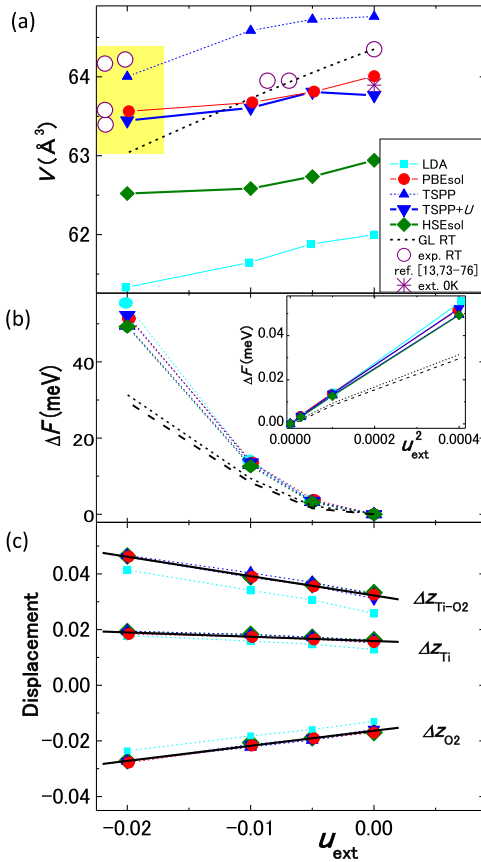 (a)
V (Å³)
64
63
62
LDA
PBEsol
TSPP
TSPP+U
HSEsol
GL RT
exp. RT
ref. [13,73-76]
ext. 0K
(b)
ΔF (meV)
40
20
0
ΔF (meV)
0.04
0.02
0.00
0.0000
0.0002
0.0004
u²ext
(c)
Displacement
0.04
0.02
0.00
−0.02
−0.04
ΔzTi−O2
ΔzTi
ΔzO2
-0.02
-0.01
0.00
uext